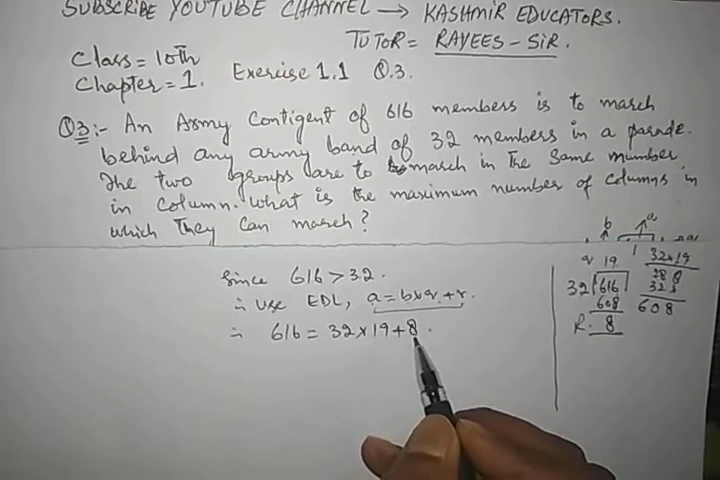 SUBSCRIBE YOUTUBE CHANNEL → KASHMIR EDUCATORS.
TUTOR = RAYEES - SIR.
Class = 10th
Chapter = 1. Exercise 1.1 Q.3.
Q3:- An Army Contigent of 616 members is to march
behind any army band of 32 members in a parade.
The two groups are to march in the same number
in column. what is the maximum number of columns in
which they can march?
Since 616 > 32.
∴ use EDL, a = b×q + r.
∴ 616 = 32 × 19 + 8.
b a
q 19
32 616
608
R. 8
32×19
288
32×
608